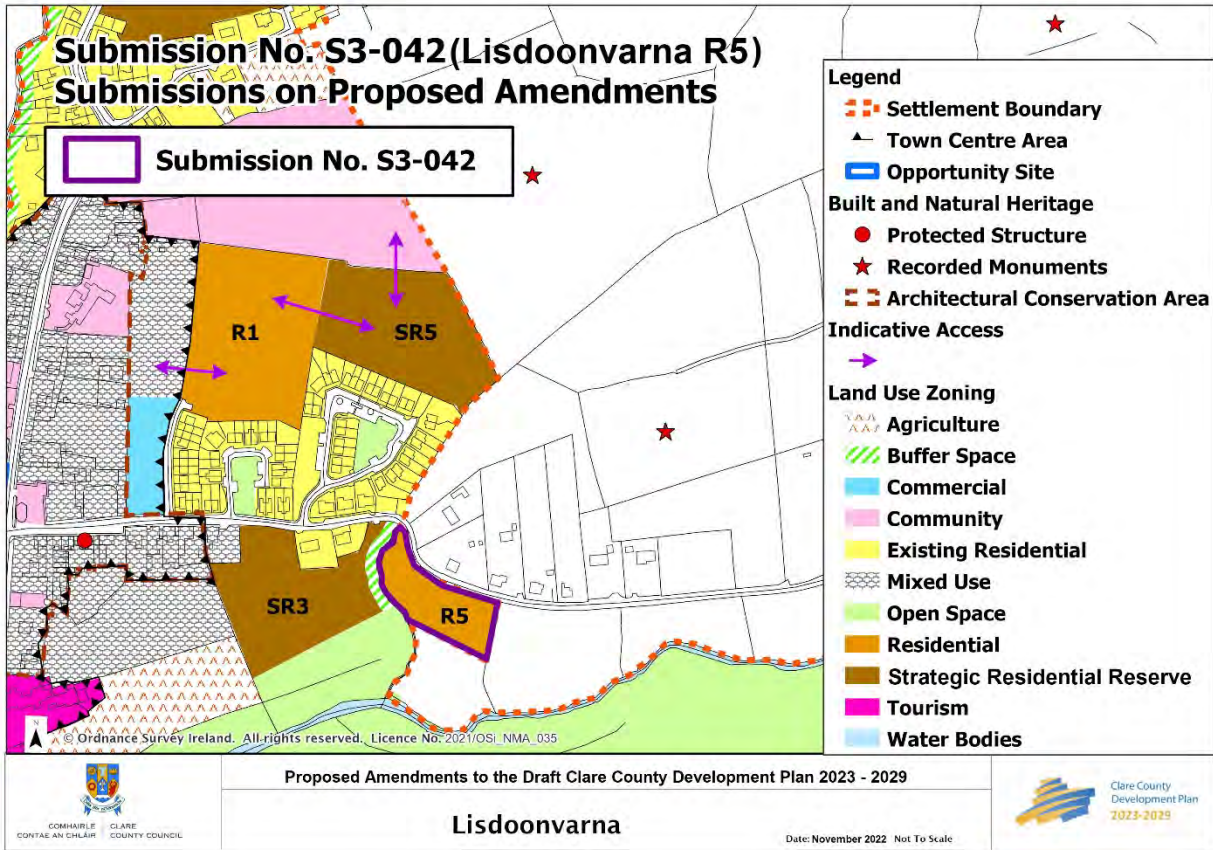 Submission No. S3-042(Lisdoonvarna R5)
Submissions on Proposed Amendments
Submission No. S3-042
R1
SR5
SR3
R5
Legend
Settlement Boundary
Town Centre Area
Opportunity Site
Built and Natural Heritage
Protected Structure
Recorded Monuments
Architectural Conservation Area
Indicative Access
Land Use Zoning
Agriculture
Buffer Space
Commercial
Community
Existing Residential
Mixed Use
Open Space
Residential
Strategic Residential Reserve
Tourism
Water Bodies
N
© Ordnance Survey Ireland. All rights reserved. Licence No. 2021/OSi_NMA_035
COMHAIRLE CLARE
CONTAE AN CHLÁIR COUNTY COUNCIL
Proposed Amendments to the Draft Clare County Development Plan 2023 - 2029
Lisdoonvarna
Date: November 2022 Not To Scale
Clare County
Development Plan
2023-2029